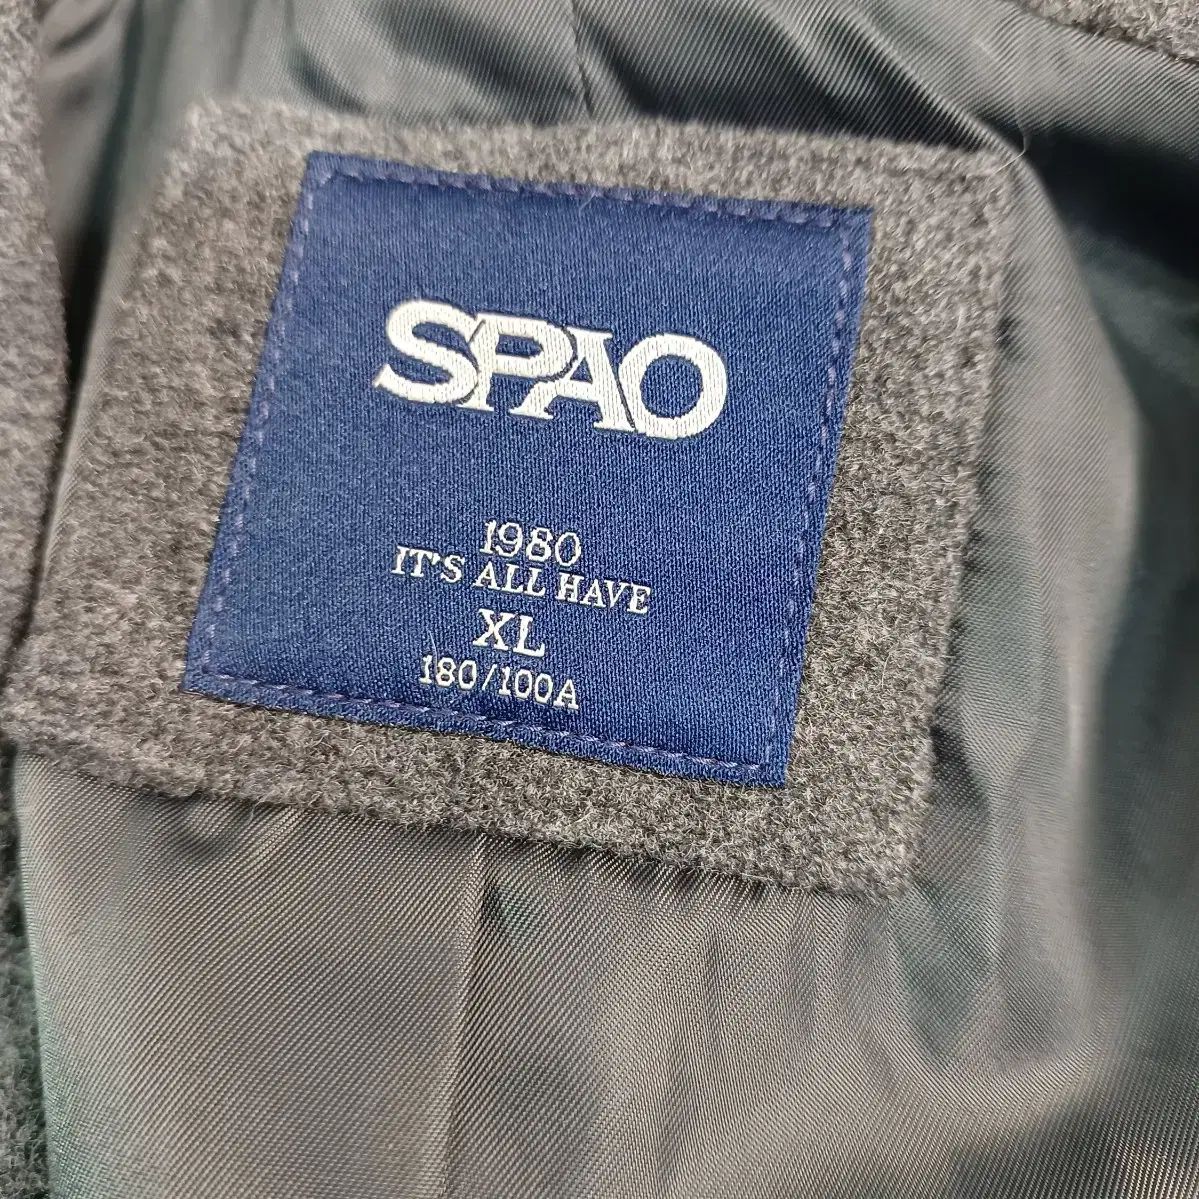 SPAO
1980
IT'S ALL HAVE
XL
180/100A